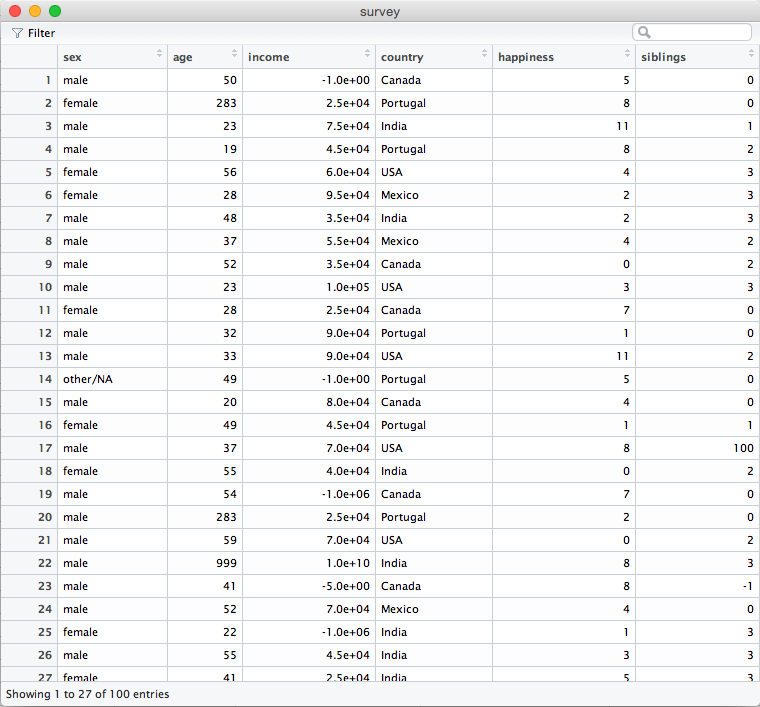 survey
Filter
sex age income country happiness siblings
1 male 50 -1.0e+00 Canada 5 0
2 female 283 2.5e+04 Portugal 8 0
3 male 23 7.5e+04 India 11 1
4 male 19 4.5e+04 Portugal 8 2
5 female 56 6.0e+04 USA 4 3
6 female 28 9.5e+04 Mexico 2 3
7 male 48 3.5e+04 India 2 3
8 male 37 5.5e+04 Mexico 4 2
9 male 52 3.5e+04 Canada 0 2
10 male 23 1.0e+05 USA 3 3
11 female 28 2.5e+04 Canada 7 0
12 male 32 9.0e+04 Portugal 1 0
13 male 33 9.0e+04 USA 11 2
14 other/NA 49 -1.0e+00 Portugal 5 0
15 male 20 8.0e+04 Canada 4 0
16 female 49 4.5e+04 Portugal 1 1
17 male 37 7.0e+04 USA 8 100
18 female 55 4.0e+04 India 0 2
19 male 54 -1.0e+06 Canada 7 0
20 male 283 2.5e+04 Portugal 2 0
21 male 59 7.0e+04 USA 0 2
22 male 999 1.0e+10 India 8 3
23 male 41 -5.0e+00 Canada 8 -1
24 male 52 7.0e+04 Mexico 4 0
25 female 22 -1.0e+06 India 1 3
26 male 55 4.5e+04 India 3 3
27 female 41 2.5e+04 India 5 3
Showing 1 to 27 of 100 entries